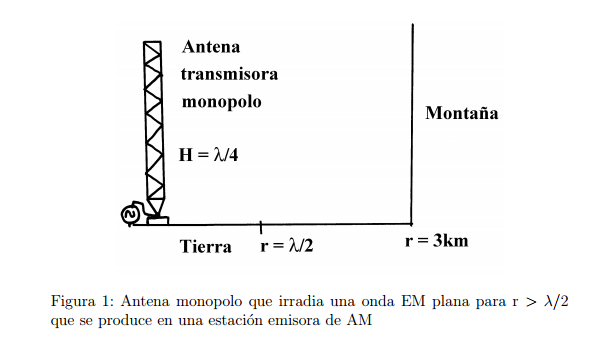 Antena
transmisora
monopolo
Montaña
H = λ/4
Tierra
r = λ/2
r = 3km
Figura 1: Antena monopolo que irradia una onda EM plana para r > λ/2
que se produce en una estación emisora de AM